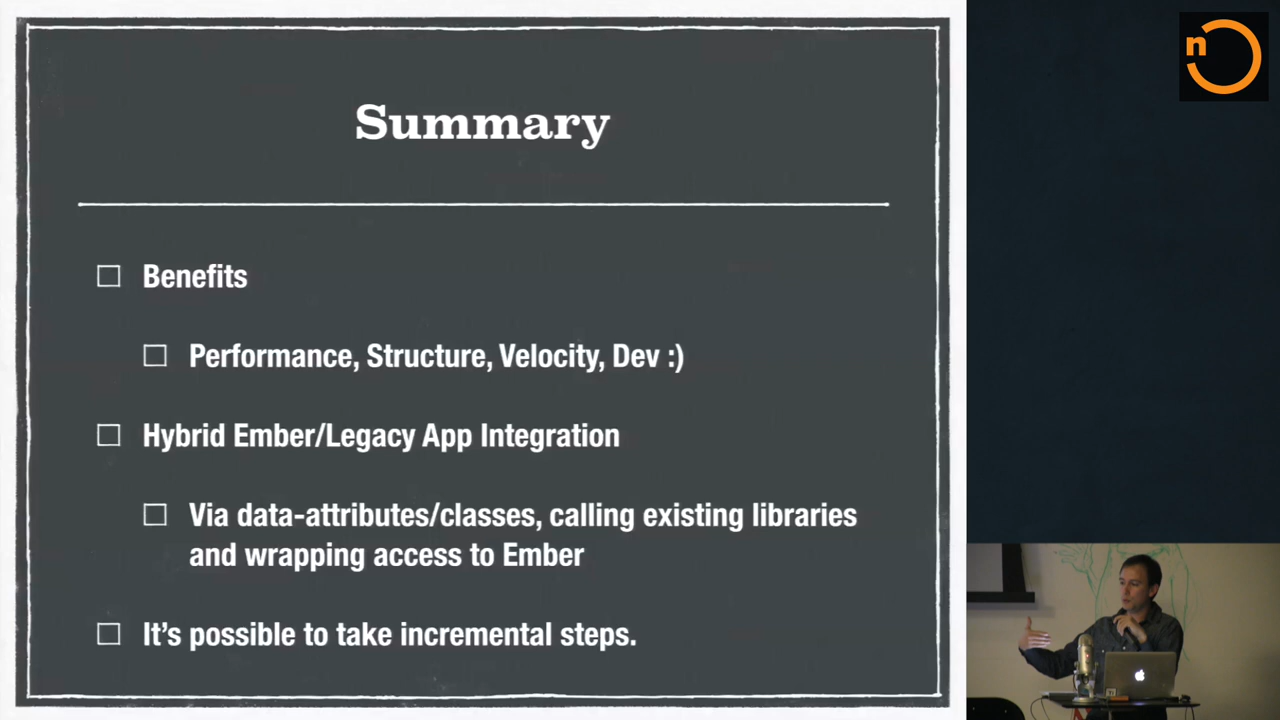 n
Summary
Benefits
Performance, Structure, Velocity, Dev :)
Hybrid Ember/Legacy App Integration
Via data-attributes/classes, calling existing libraries
and wrapping access to Ember
It's possible to take incremental steps.